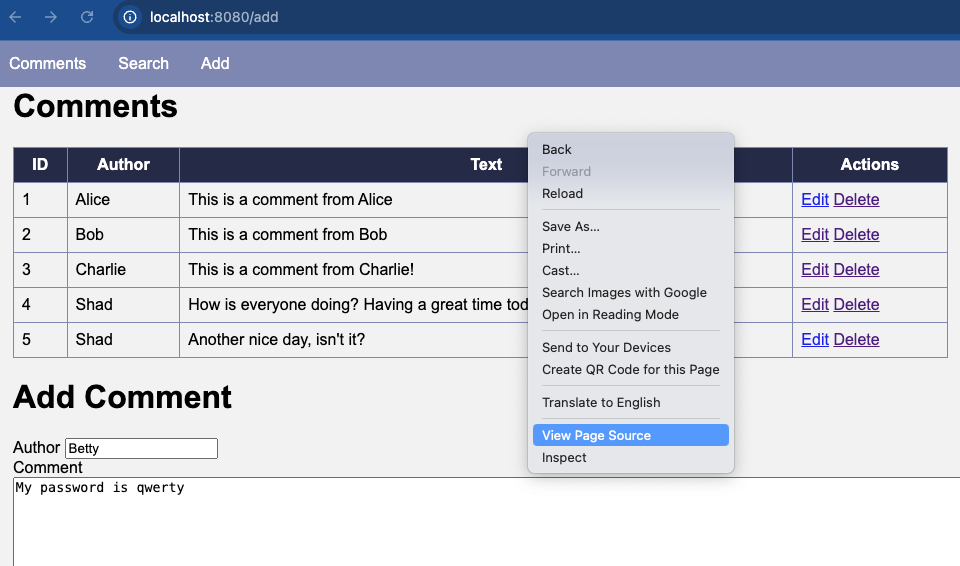 localhost:8080/add
Comments Search Add
Comments
ID Author Text Actions
1 Alice This is a comment from Alice Edit Delete
2 Bob This is a comment from Bob Edit Delete
3 Charlie This is a comment from Charlie! Edit Delete
4 Shad How is everyone doing? Having a great time tod Edit Delete
5 Shad Another nice day, isn't it? Edit Delete
Back
Forward
Reload
Save As...
Print...
Cast...
Search Images with Google
Open in Reading Mode
Send to Your Devices
Create QR Code for this Page
Translate to English
View Page Source
Inspect
Add Comment
Author Betty
Comment
My password is qwerty